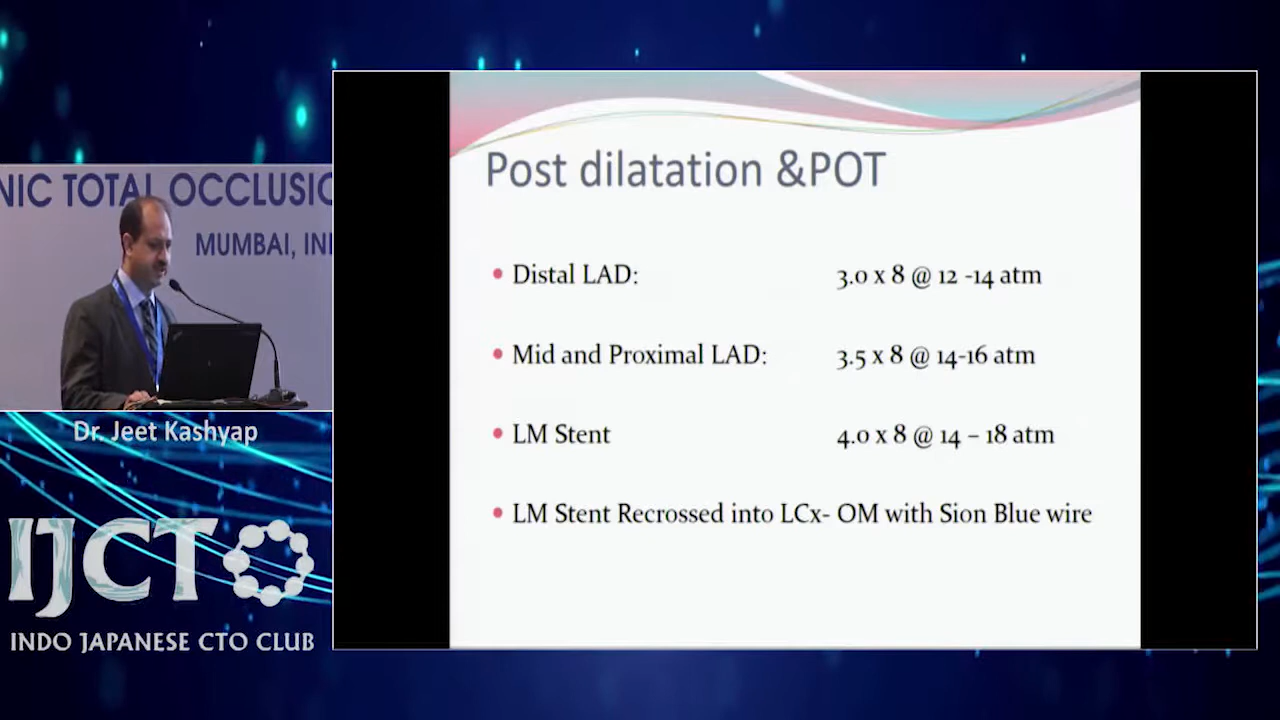 NIC TOTAL OCCLUSIO
MUMBAI, INI
Dr. Jeet Kashyap
IJCTO
INDO JAPANESE CTO CLUB
Post dilatation &POT
• Distal LAD: 3.0 x 8 @ 12 -14 atm
• Mid and Proximal LAD: 3.5 x 8 @ 14-16 atm
• LM Stent 4.0 x 8 @ 14 – 18 atm
• LM Stent Recrossed into LCx- OM with Sion Blue wire